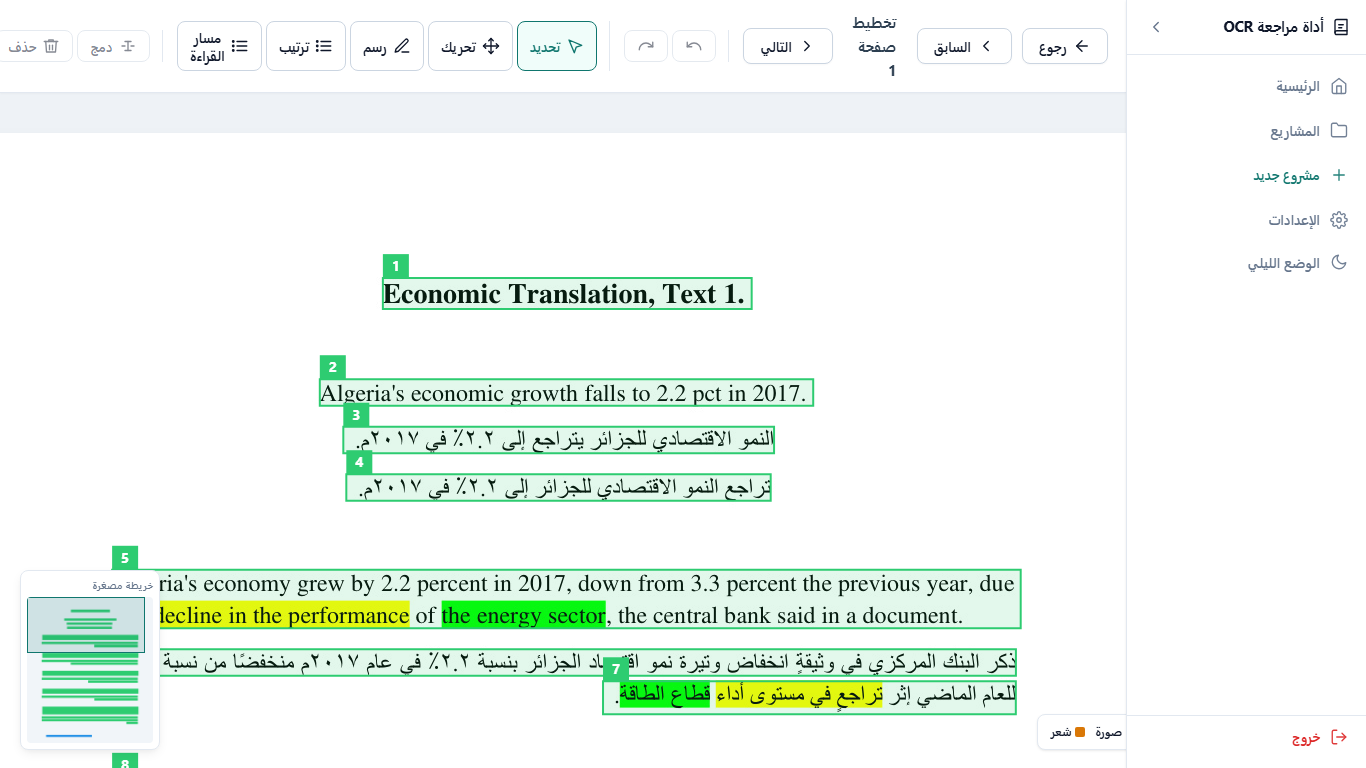 أداة مراجعة OCR
الرئيسية
المشاريع
مشروع جديد
الإعدادات
الوضع الليلي
خروج
رجوع
السابق
تخطيط صفحة 1
التالي
تحديد
تحريك
رسم
ترتيب
مسار القراءة
دمج
حذف
1
Economic Translation, Text 1.
2
Algeria's economic growth falls to 2.2 pct in 2017.
3
النمو الاقتصادي للجزائر يتراجع إلى ٢.٢٪ في ٢٠١٧م.
4
تراجع النمو الاقتصادي للجزائر إلى ٢.٢٪ في ٢٠١٧م.
5
economy grew by 2.2 percent in 2017, down from 3.3 percent the previous year, due
decline in the performance of the energy sector, the central bank said in a document.
ذكر البنك المركزي في وثيقةٍ انخفاض وتيرة نمو الجزائر بنسبة ٢.٢٪ في عام ٢٠١٧م منخفضًا من نسبة
7
للعام الماضي إثر تراجعٍ في مستوى أداء قطاع الطاقة.
8
خريطة مصغرة
صورة
شعر